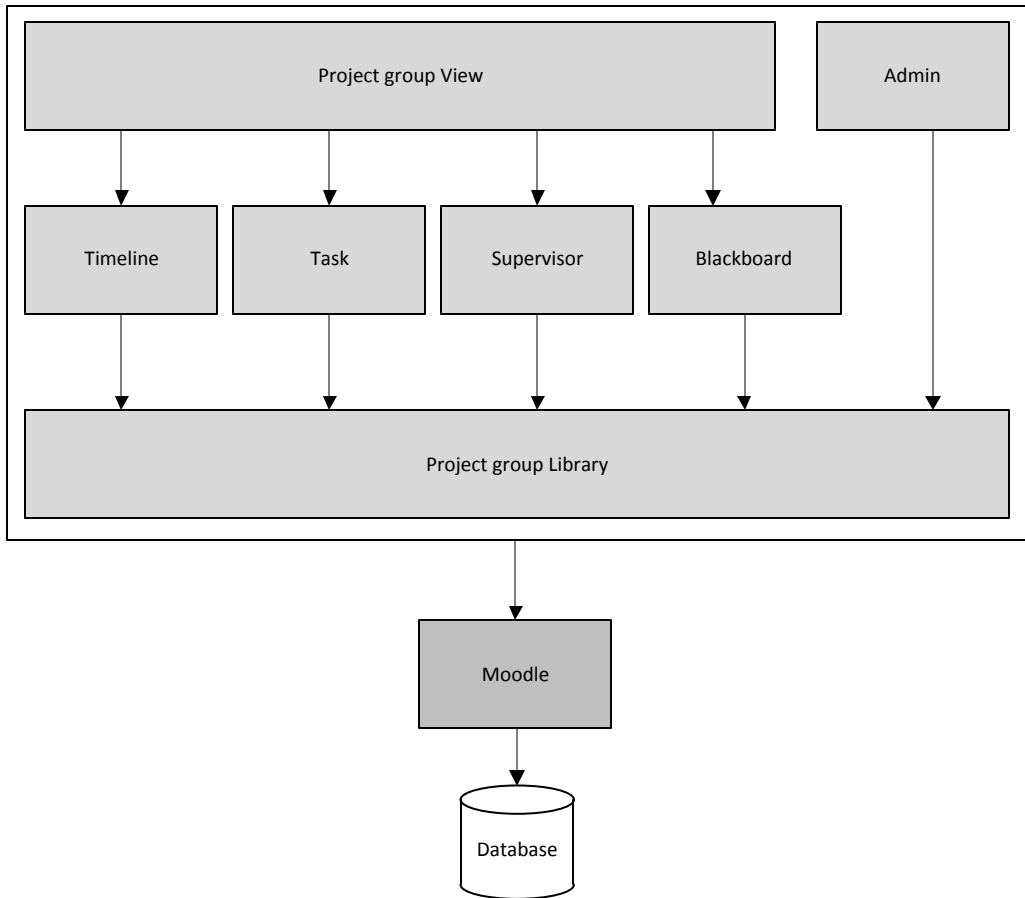 Project group View
Admin
Timeline
Task
Supervisor
Blackboard
Project group Library
Moodle
Database